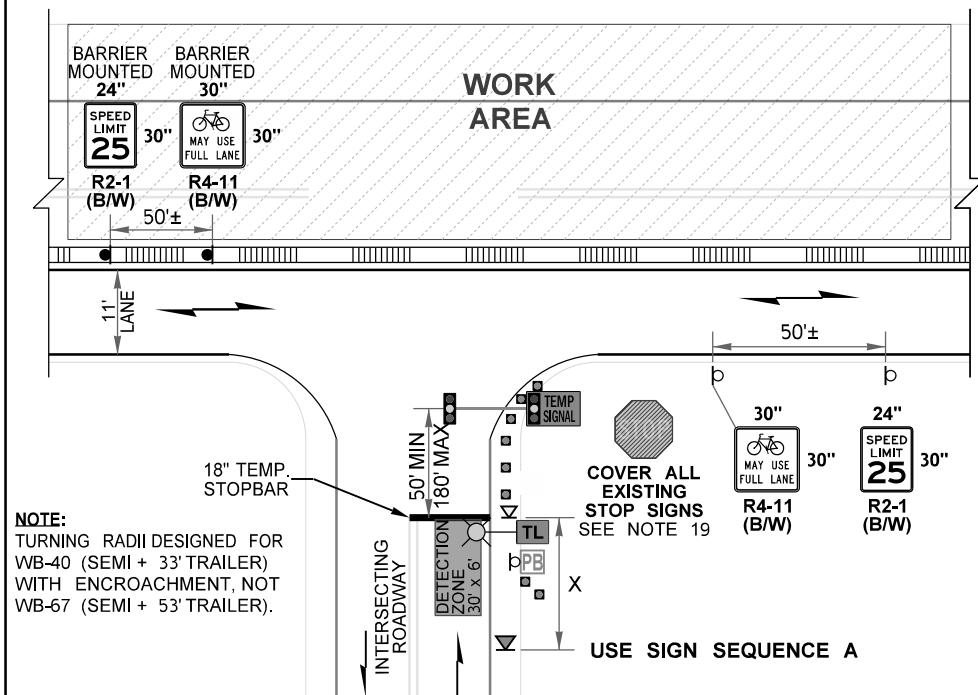 BARRIER
MOUNTED
24"
SPEED
LIMIT
25
30"
R2-1
(B/W)
BARRIER
MOUNTED
30"
MAY USE
FULL LANE
30"
R4-11
(B/W)
WORK
AREA
50'±
11'
LANE
50'±
TEMP
SIGNAL
50' MIN
180' MAX
18" TEMP.
STOPBAR
STOP
COVER ALL
EXISTING
STOP SIGNS
SEE NOTE 19
30"
MAY USE
FULL LANE
30"
R4-11
(B/W)
24"
SPEED
LIMIT
25
30"
R2-1
(B/W)
NOTE:
TURNING RADII DESIGNED FOR
WB-40 (SEMI + 33' TRAILER)
WITH ENCROACHMENT, NOT
WB-67 (SEMI + 53' TRAILER).
INTERSECTING
ROADWAY
DETECTION
ZONE
30' x 6'
TL
PB
X
USE SIGN SEQUENCE A